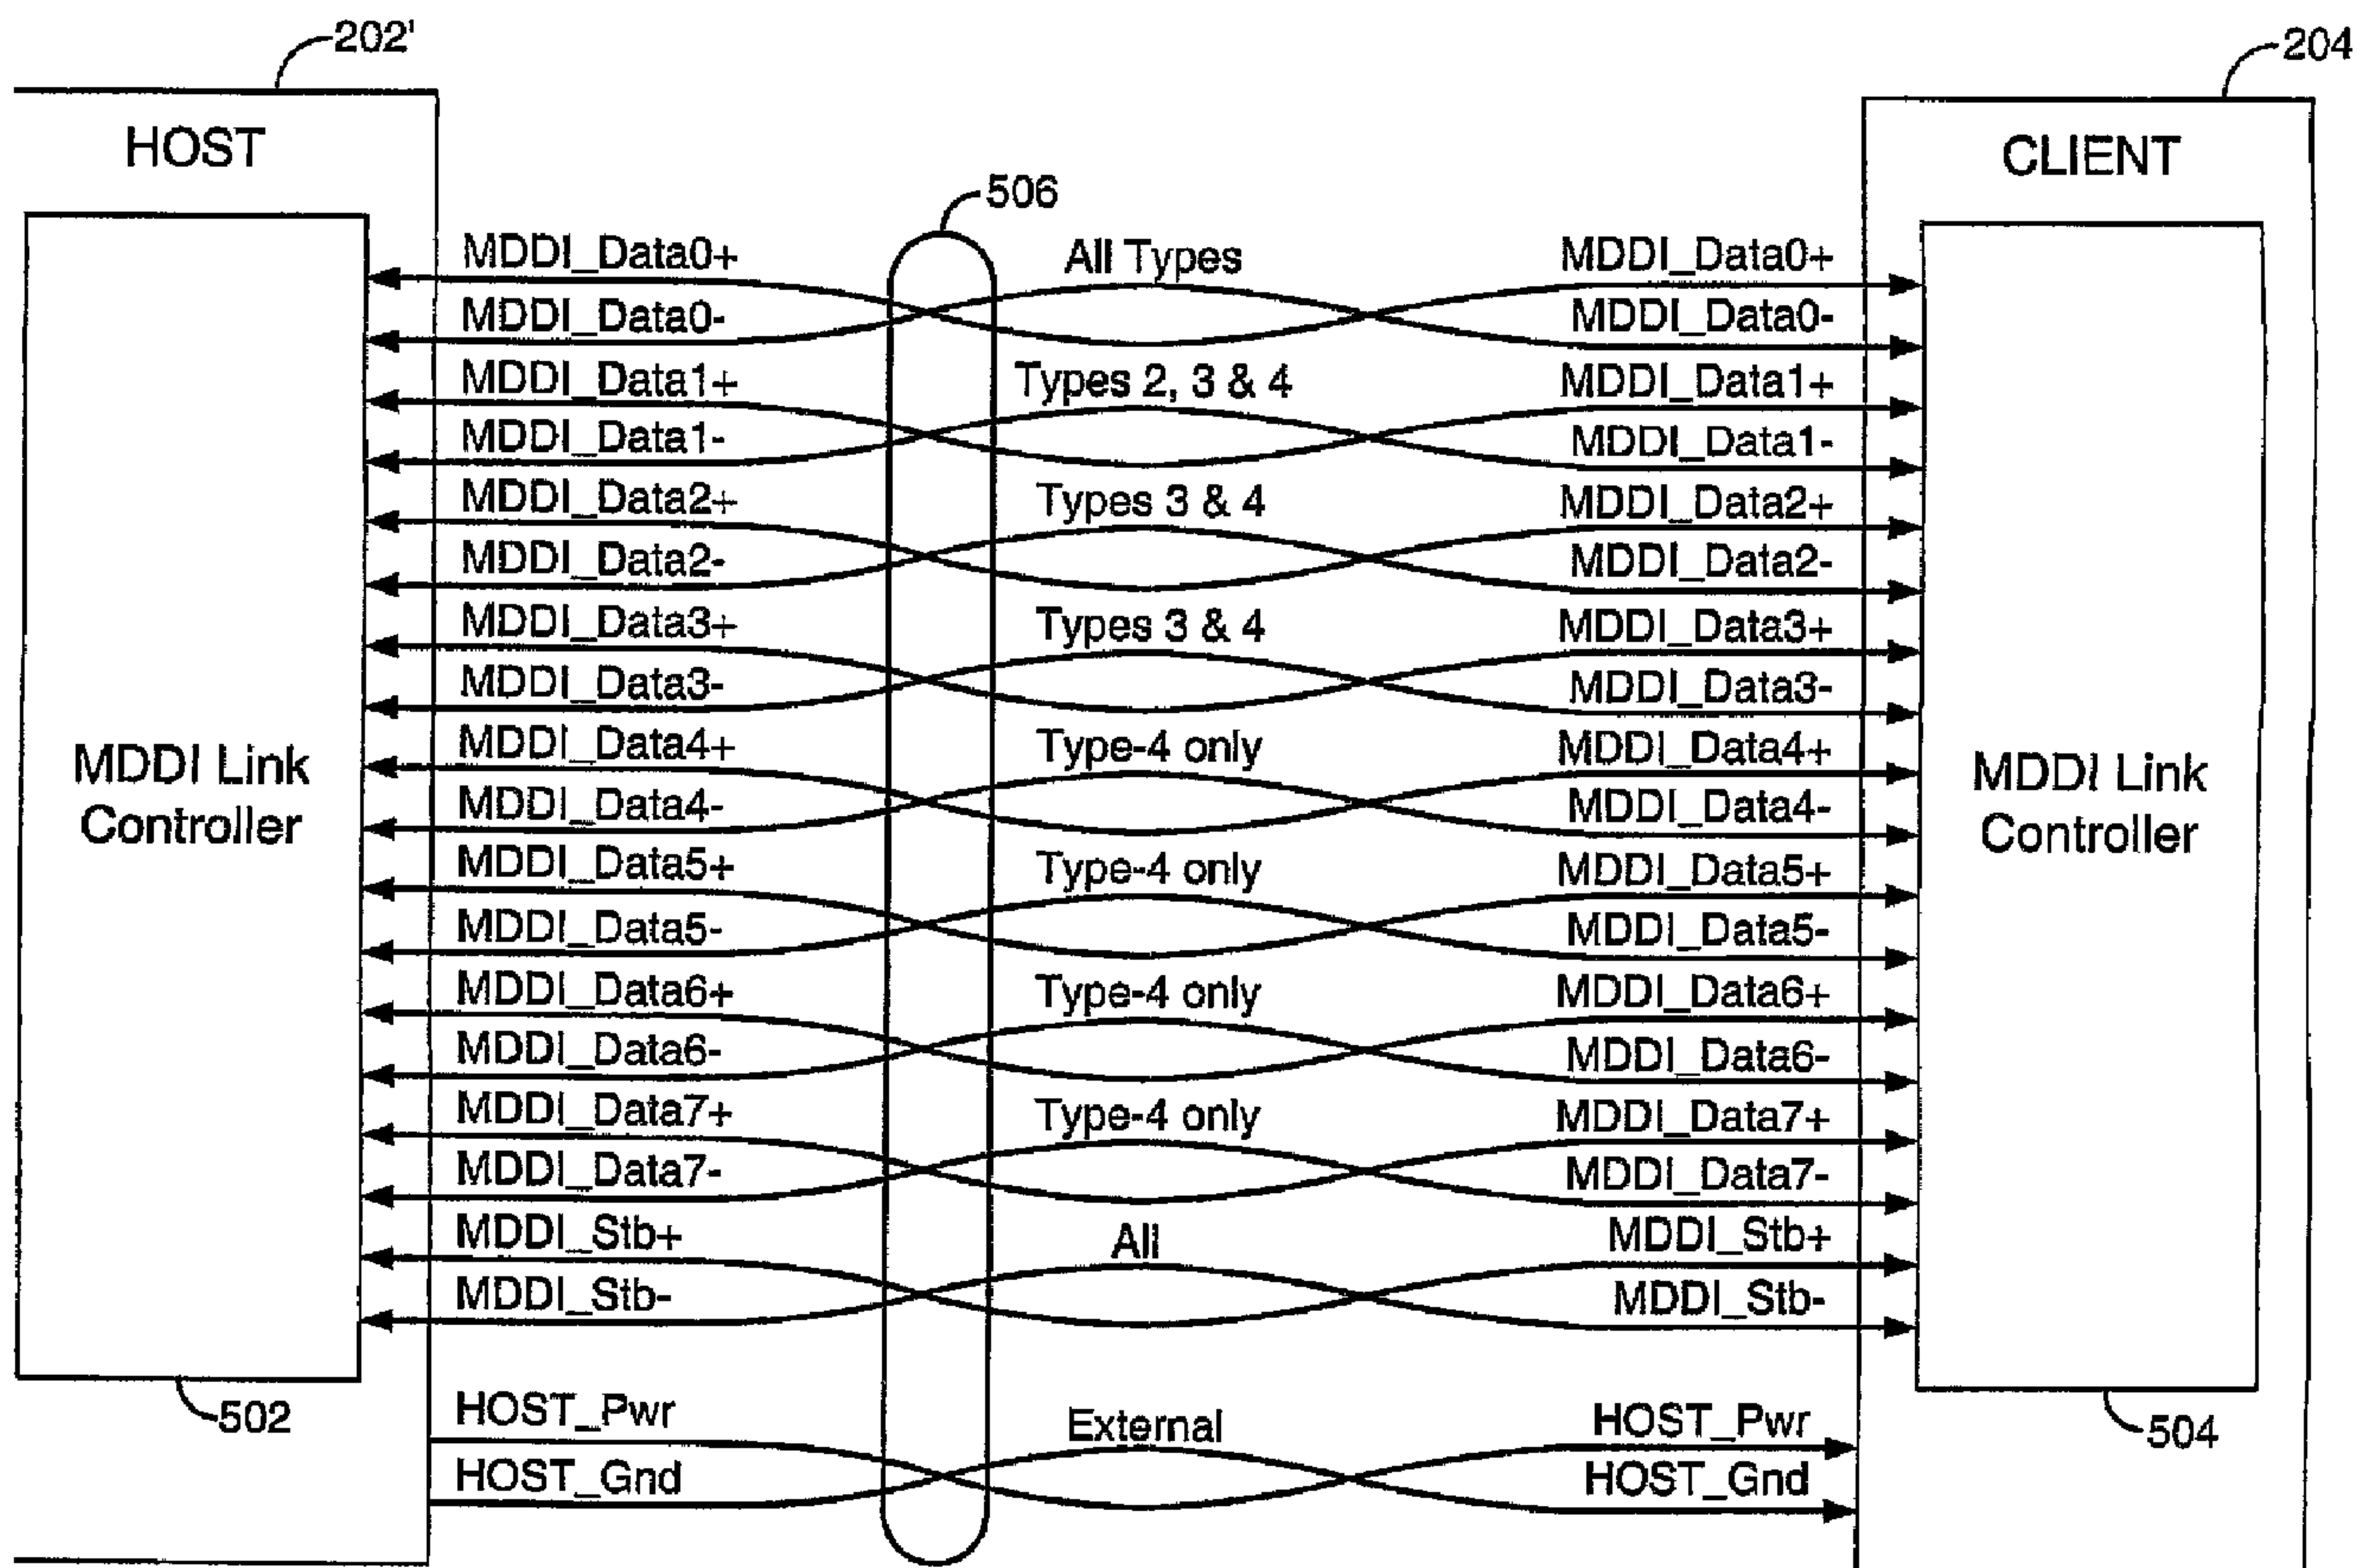 202'
204
HOST
CLIENT
506
MDDI_Data0+ All Types MDDI_Data0+
MDDI_Data0- MDDI_Data0-
MDDI_Data1+ Types 2, 3 & 4 MDDI_Data1+
MDDI_Data1- MDDI_Data1-
MDDI_Data2+ Types 3 & 4 MDDI_Data2+
MDDI_Data2- MDDI_Data2-
MDDI_Data3+ Types 3 & 4 MDDI_Data3+
MDDI_Data3- MDDI_Data3-
MDDI_Data4+ Type-4 only MDDI_Data4+
MDDI_Data4- MDDI_Data4-
MDDI Link
Controller
MDDI Link
Controller
MDDI_Data5+ Type-4 only MDDI_Data5+
MDDI_Data5- MDDI_Data5-
MDDI_Data6+ Type-4 only MDDI_Data6+
MDDI_Data6- MDDI_Data6-
MDDI_Data7+ Type-4 only MDDI_Data7+
MDDI_Data7- MDDI_Data7-
MDDI_Stb+ All MDDI_Stb+
MDDI_Stb- MDDI_Stb-
502
504
HOST_Pwr External HOST_Pwr
HOST_Gnd HOST_Gnd